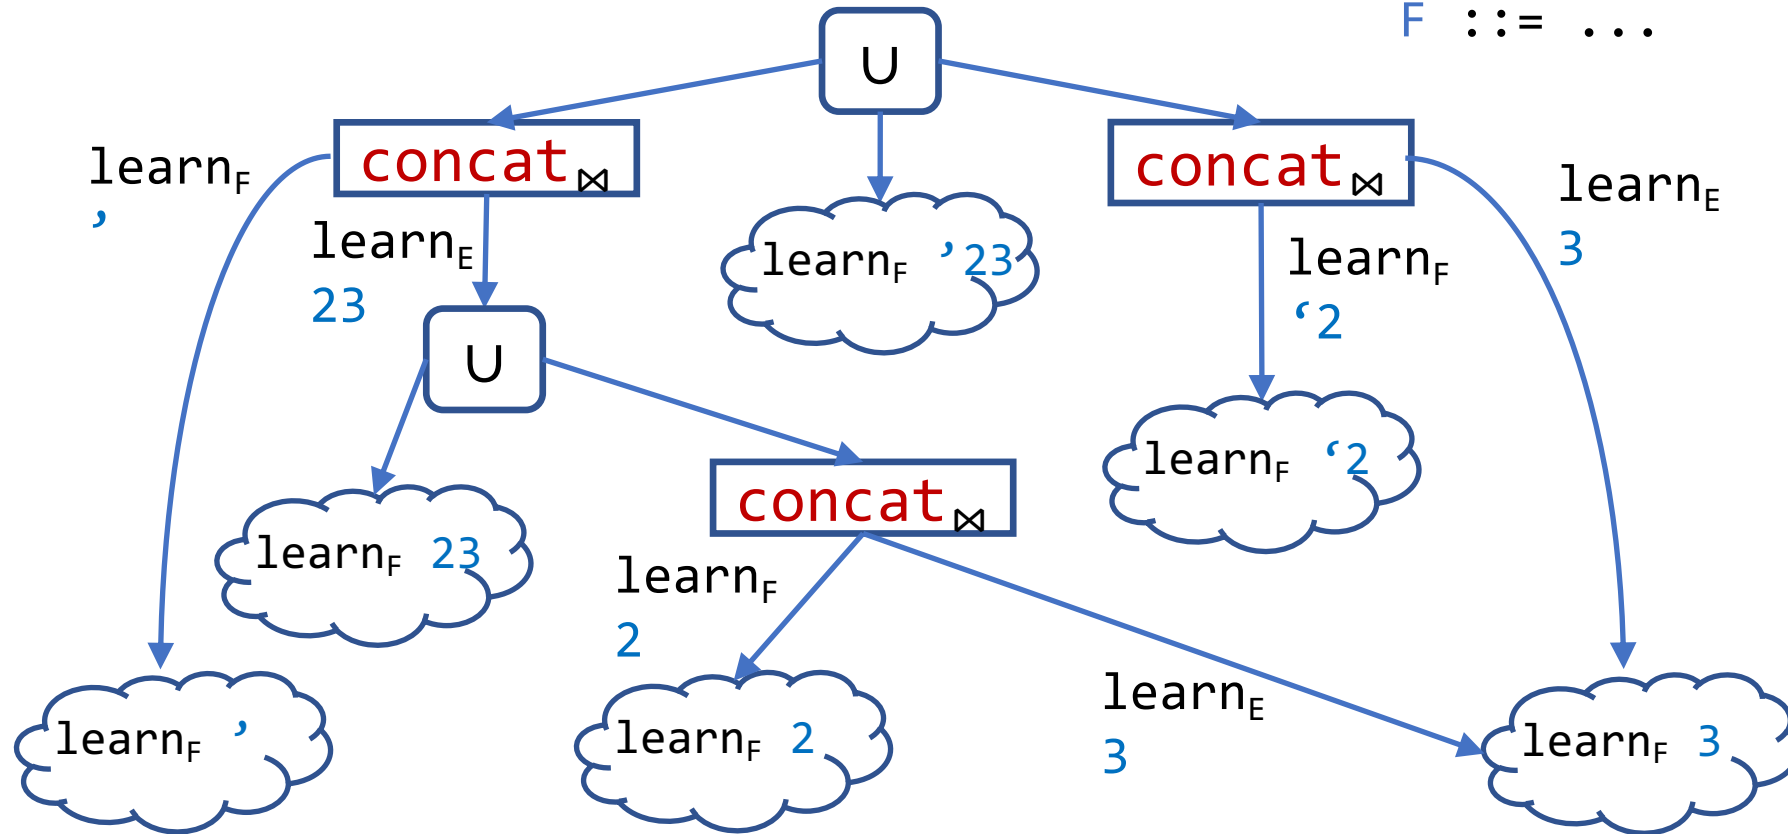 F ::= ...
∪
concat⋈
concat⋈
learnF
’
learnE
23
learnF ’23
learnF
‘2
learnE
3
∪
learnF ‘2
concat⋈
learnF 23
learnF
2
learnE
3
learnF ’
learnF 2
learnF 3